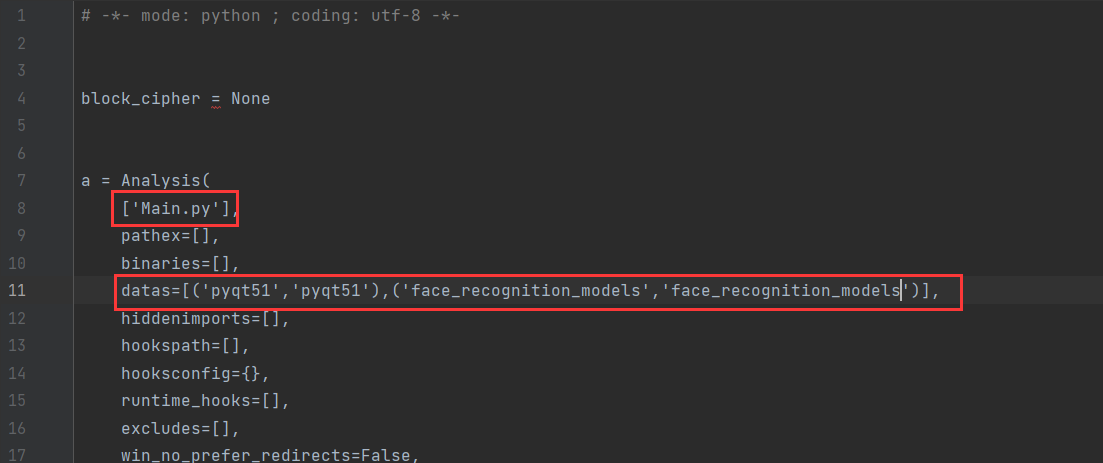 1 # -*- mode: python ; coding: utf-8 -*-
2
3
4 block_cipher = None
5
6
7 a = Analysis(
8 ['Main.py'],
9 pathex=[],
10 binaries=[],
11 datas=[('pyqt51','pyqt51'),('face_recognition_models','face_recognition_models')],
12 hiddenimports=[],
13 hookspath=[],
14 hooksconfig={},
15 runtime_hooks=[],
16 excludes=[],
17 win_no_prefer_redirects=False,